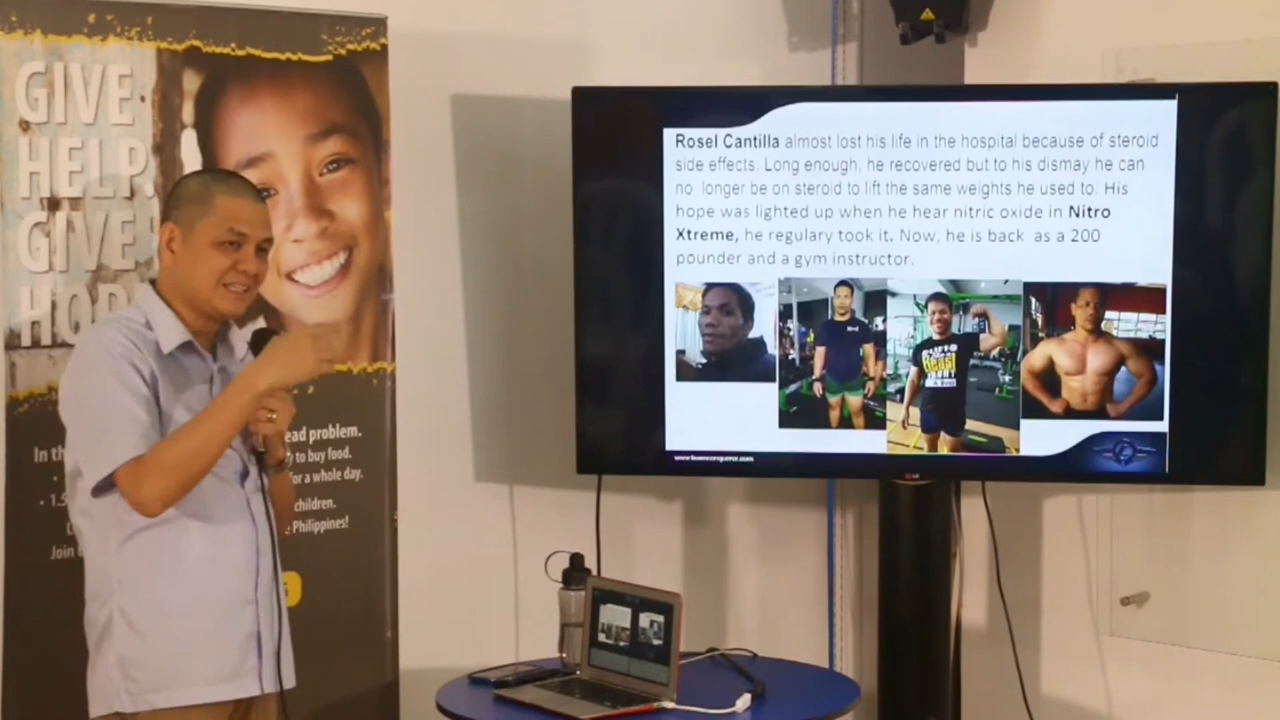 GIVE
HELP.
GIVE
HOP
In th
ead problem.
y to buy food.
for a whole day.
children.
Philippines!
Join
Rosel Cantilla almost lost his life in the hospital because of steroid
side effects. Long enough, he recovered but to his dismay he can
no longer be on steroid to lift the same weights he used to. His
hope was lighted up when he hear nitric oxide in Nitro
Xtreme, he regulary took it. Now, he is back as a 200
pounder and a gym instructor.
Beast
LG